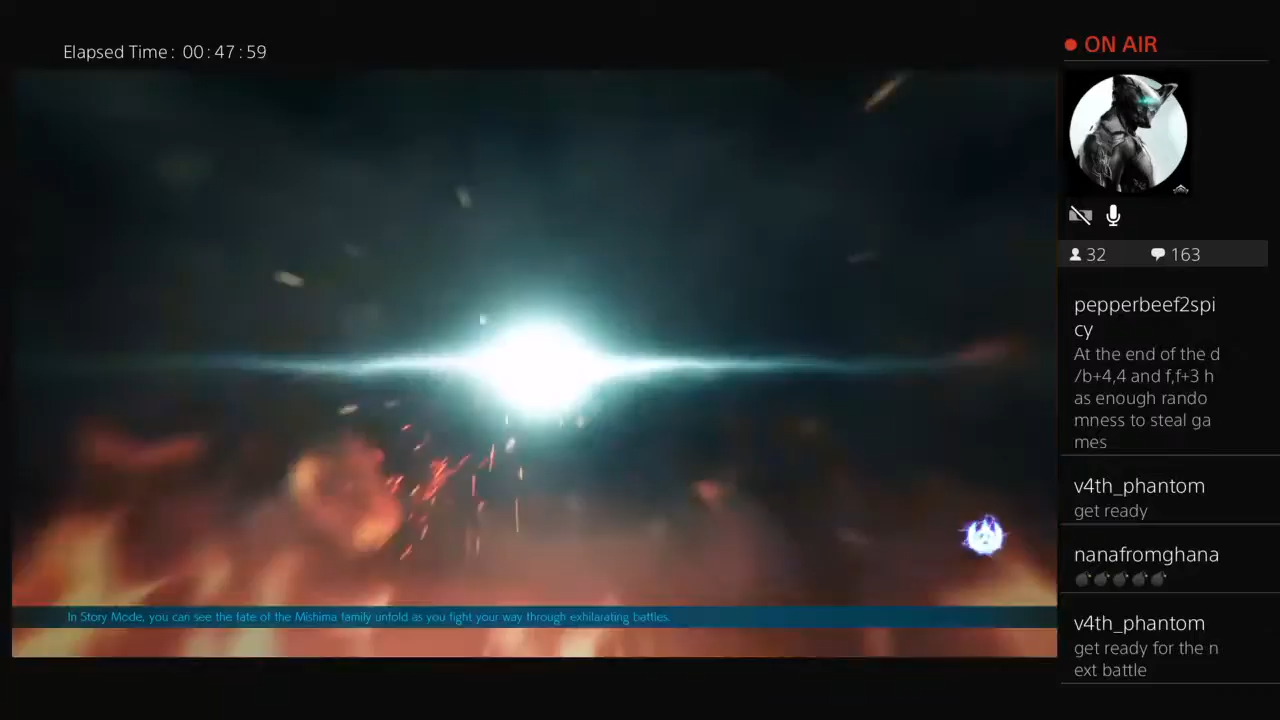 Elapsed Time: 00:47:59
ON AIR
32 163
pepperbeef2spi
cy
At the end of the d
/b+4,4 and f,f+3 h
as enough rando
mness to steal ga
mes
v4th_phantom
get ready
nanafromghana
💣💣💣💣💣
v4th_phantom
get ready for the n
ext battle
In Story Mode, you can see the fate of the Mishima family unfold as you fight your way through exhilarating battles.